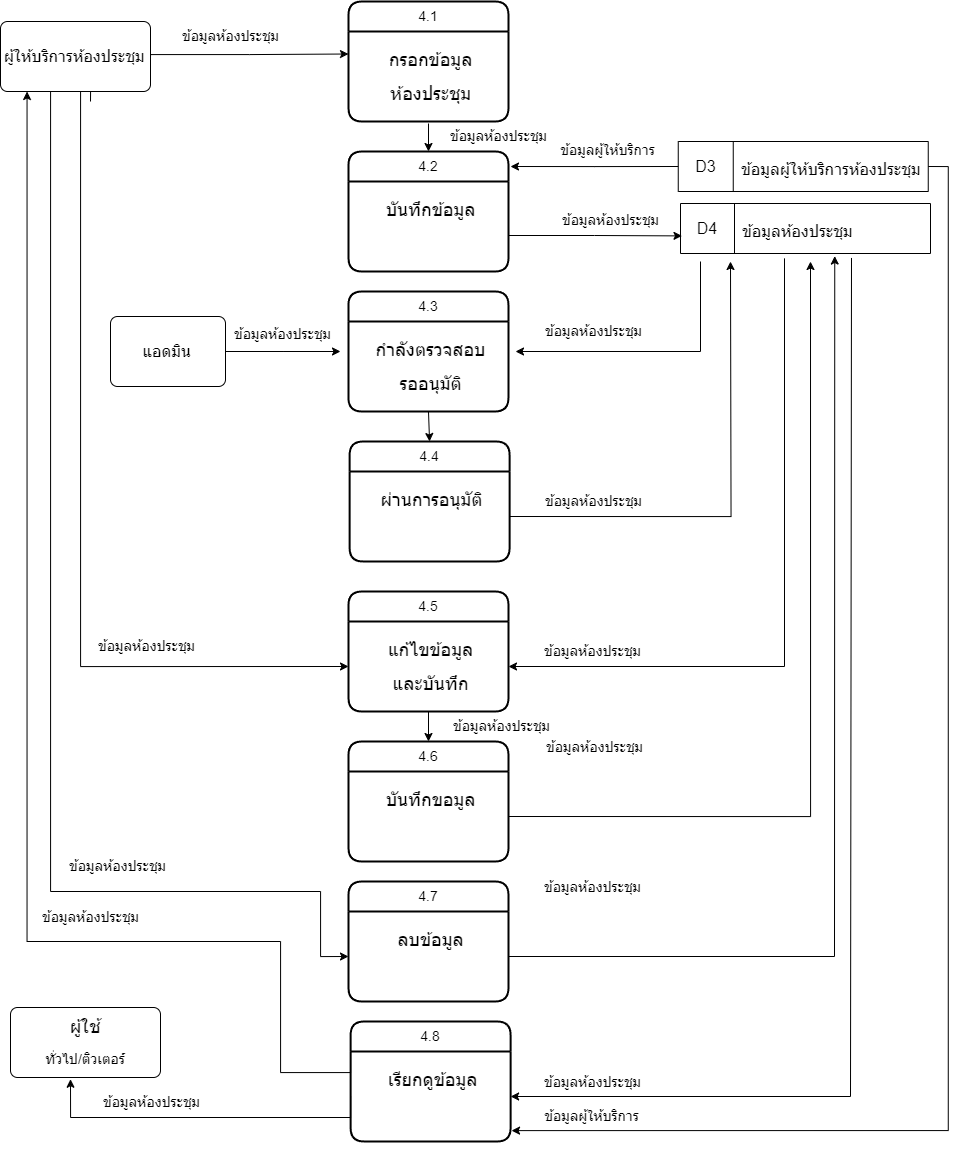 4.1
ข้อมูลห้องประชุม
ผู้ให้บริการห้องประชุม
กรอกข้อมูล
ห้องประชุม
ข้อมูลห้องประชุม
ข้อมูลผู้ให้บริการ
4.2
D3
ข้อมูลผู้ให้บริการห้องประชุม
บันทึกข้อมูล
ข้อมูลห้องประชุม
D4
ข้อมูลห้องประชุม
4.3
ข้อมูลห้องประชุม
ข้อมูลห้องประชุม
แอดมิน
กำลังตรวจสอบ
รออนุมัติ
4.4
ผ่านการอนุมัติ
ข้อมูลห้องประชุม
4.5
ข้อมูลห้องประชุม
แก้ไขข้อมูล
และบันทึก
ข้อมูลห้องประชุม
ข้อมูลห้องประชุม
ข้อมูลห้องประชุม
4.6
บันทึกขอมูล
ข้อมูลห้องประชุม
ข้อมูลห้องประชุม
4.7
ข้อมูลห้องประชุม
ลบข้อมูล
ผู้ใช้
ทั่วไป/ติวเตอร์
4.8
เรียกดูข้อมูล
ข้อมูลห้องประชุม
ข้อมูลห้องประชุม
ข้อมูลผู้ให้บริการ